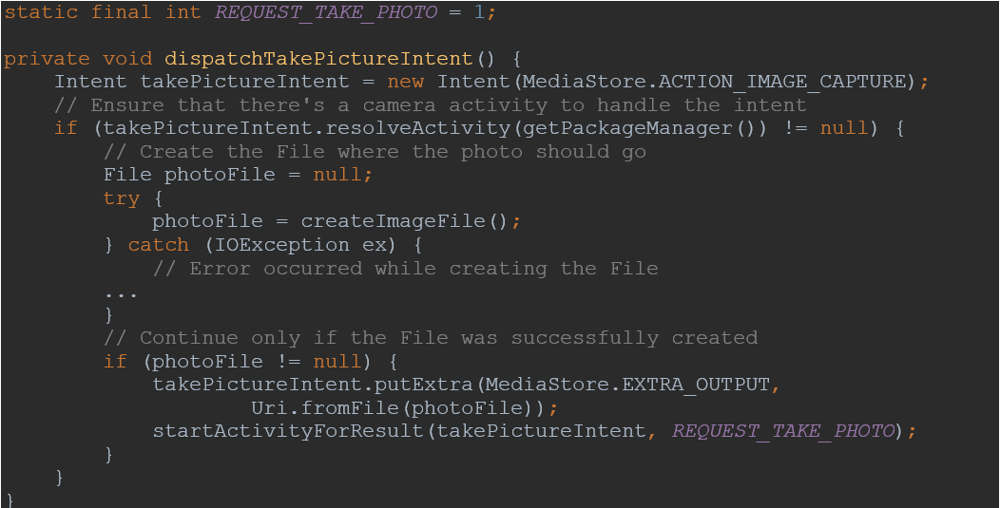 static final int REQUEST_TAKE_PHOTO = 1;

private void dispatchTakePictureIntent() {
    Intent takePictureIntent = new Intent(MediaStore.ACTION_IMAGE_CAPTURE);
    // Ensure that there's a camera activity to handle the intent
    if (takePictureIntent.resolveActivity(getPackageManager()) != null) {
        // Create the File where the photo should go
        File photoFile = null;
        try {
            photoFile = createImageFile();
        } catch (IOException ex) {
            // Error occurred while creating the File
        ...
        }
        // Continue only if the File was successfully created
        if (photoFile != null) {
            takePictureIntent.putExtra(MediaStore.EXTRA_OUTPUT,
                    Uri.fromFile(photoFile));
            startActivityForResult(takePictureIntent, REQUEST_TAKE_PHOTO);
        }
    }
}